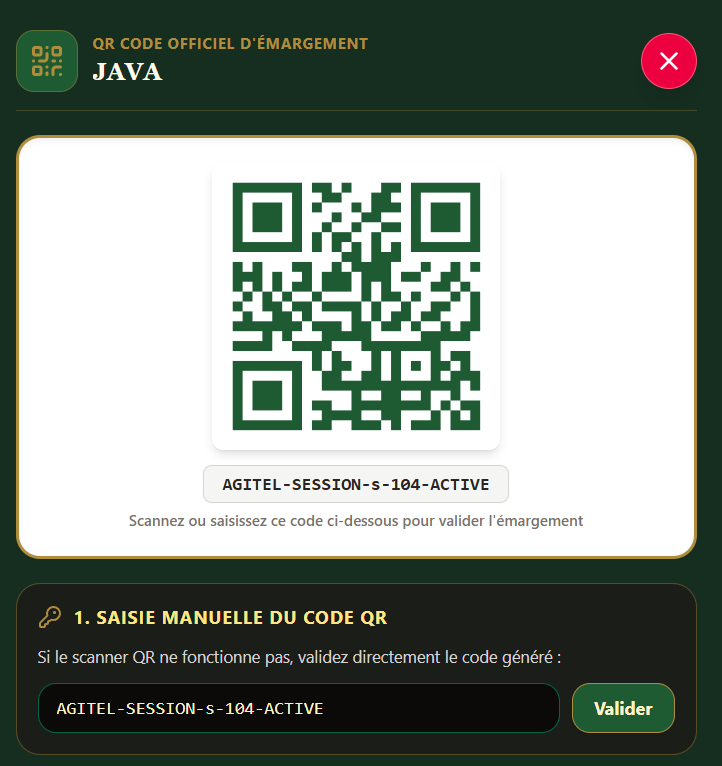 QR CODE OFFICIEL D'ÉMARGEMENT
JAVA
AGITEL-SESSION-s-104-ACTIVE
Scannez ou saisissez ce code ci-dessous pour valider l'émargement
1. SAISIE MANUELLE DU CODE QR
Si le scanner QR ne fonctionne pas, validez directement le code généré :
AGITEL-SESSION-s-104-ACTIVE
Valider